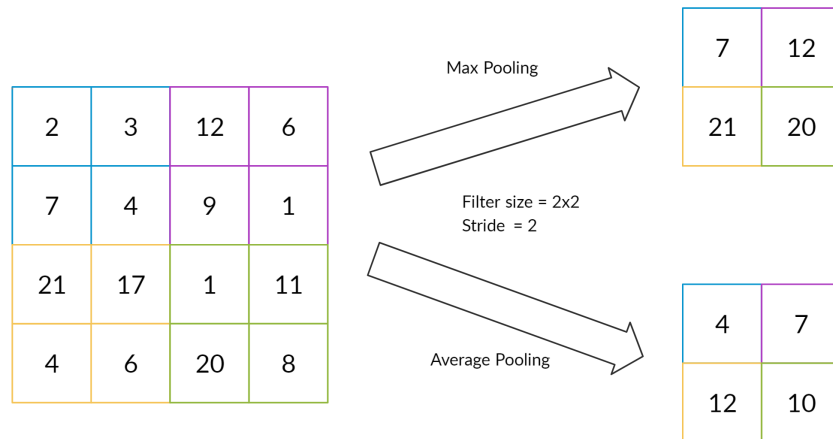 Max Pooling
7 12
21 20
2 3 12 6
7 4 9 1
21 17 1 11
4 6 20 8
Filter size = 2x2
Stride = 2
Average Pooling
4 7
12 10